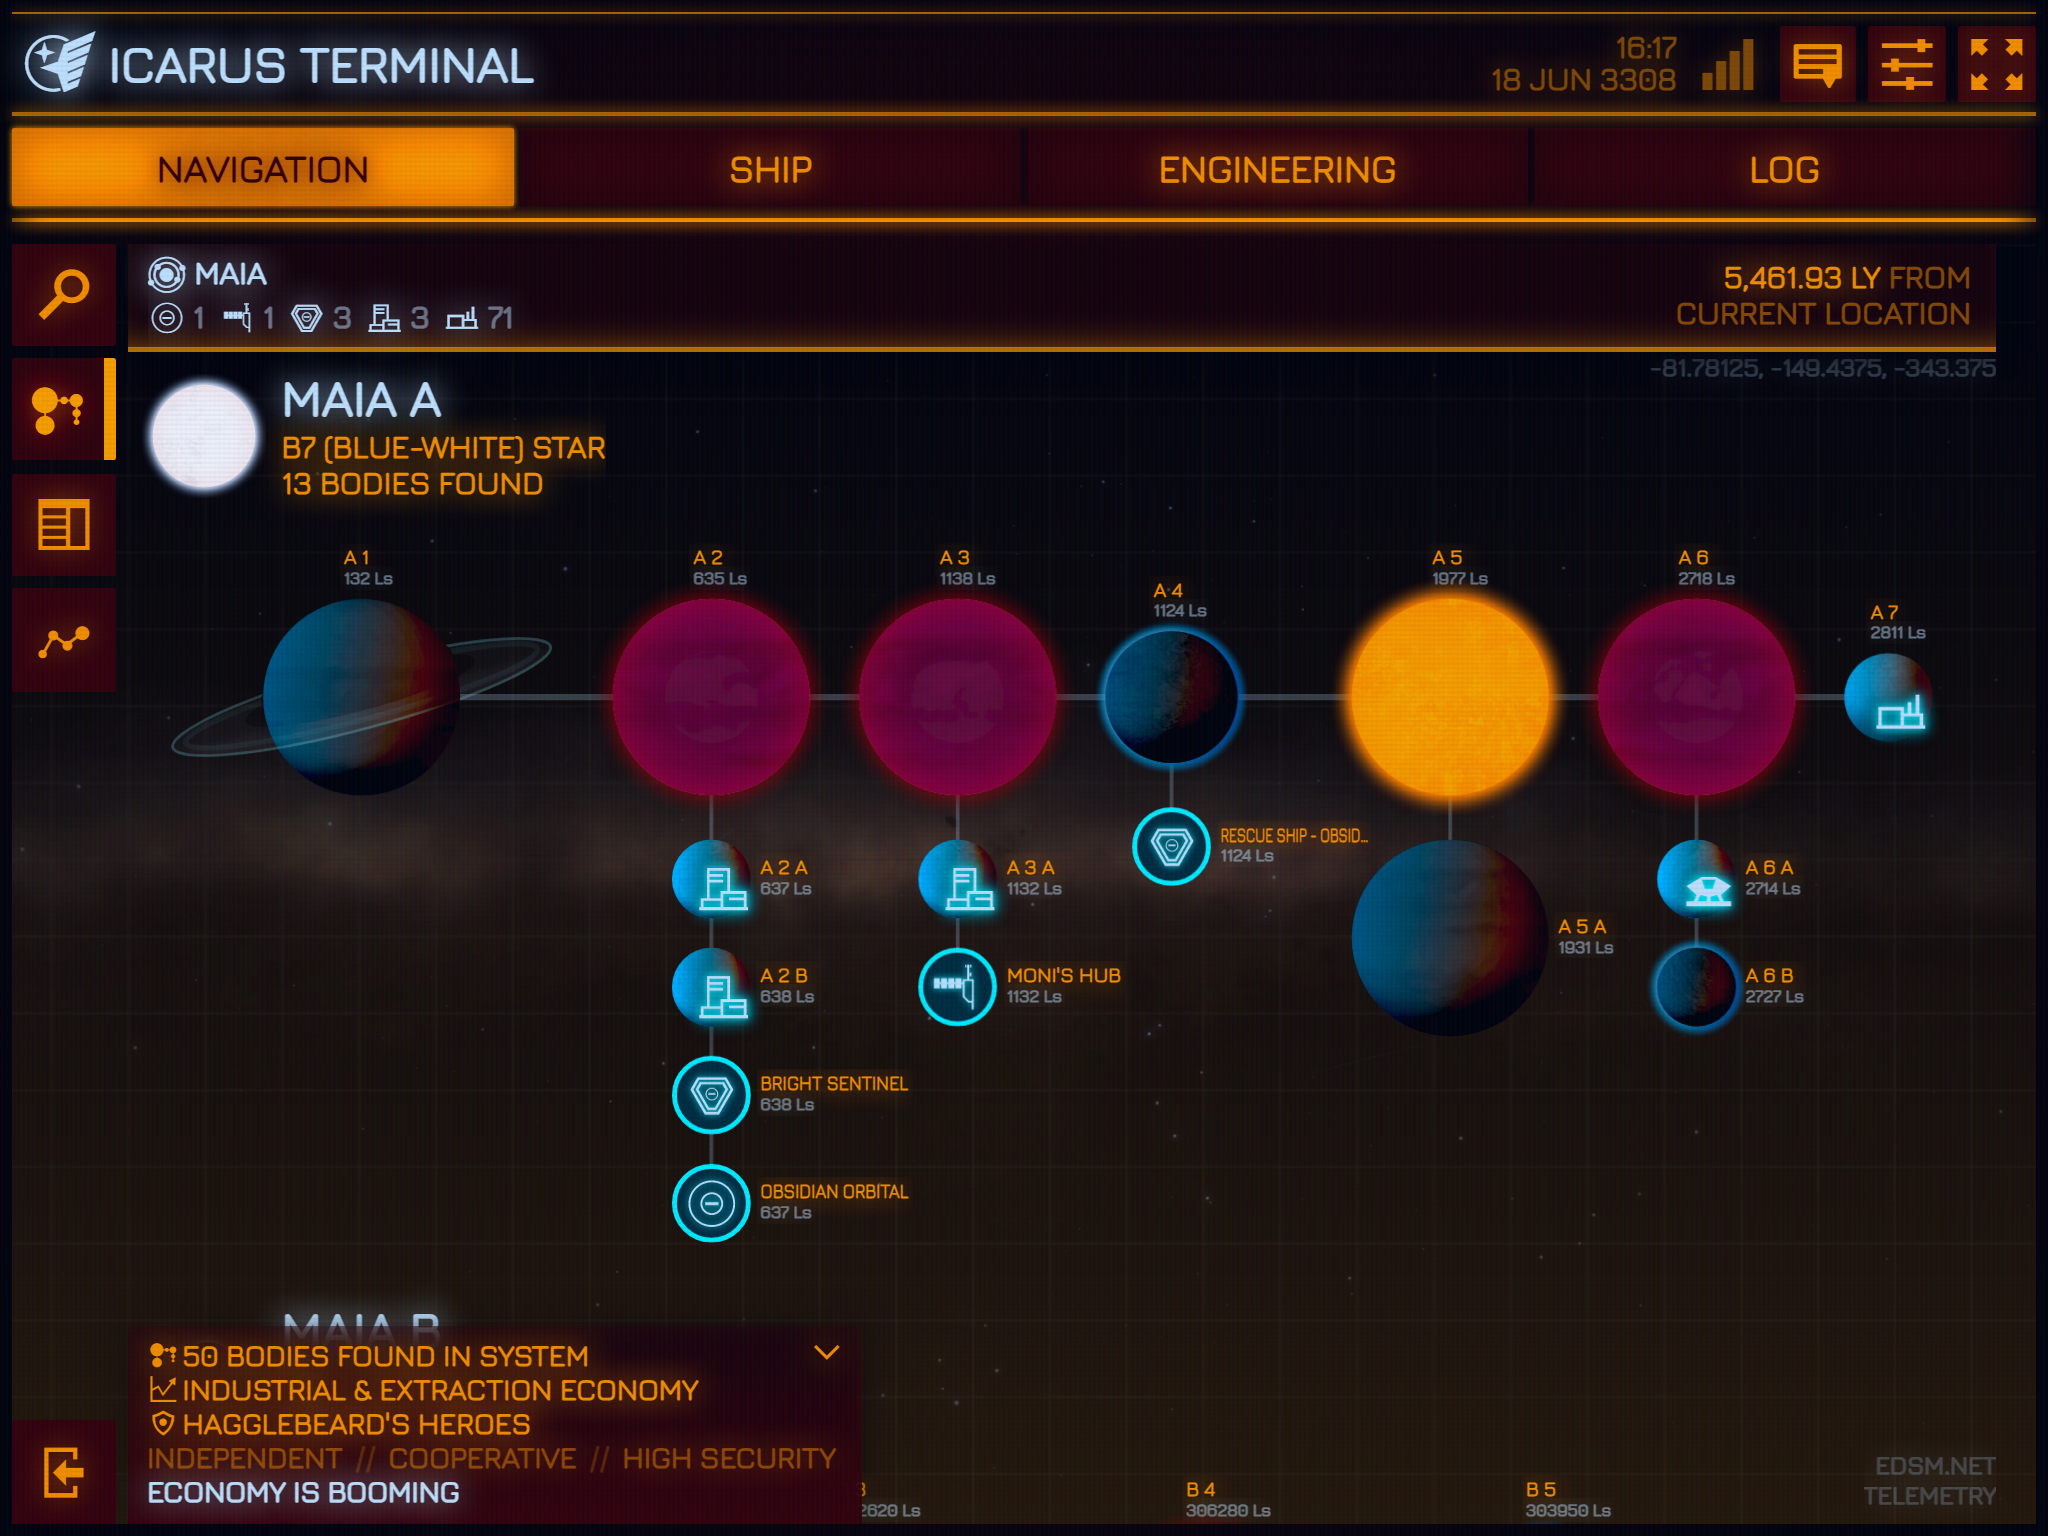 ICARUS TERMINAL
16:17
18 JUN 3308
NAVIGATION
SHIP
ENGINEERING
LOG
MAIA
1 1 3 3 71
5,461.93 LY FROM
CURRENT LOCATION
-81.78125, -149.4375, -343.375
MAIA A
B7 (BLUE-WHITE) STAR
13 BODIES FOUND
A 1
132 Ls
A 2
635 Ls
A 3
1138 Ls
A 4
1124 Ls
A 5
1977 Ls
A 6
2718 Ls
A 7
2811 Ls
A 2 A
637 Ls
A 2 B
638 Ls
BRIGHT SENTINEL
638 Ls
OBSIDIAN ORBITAL
637 Ls
A 3 A
1132 Ls
MONI'S HUB
1132 Ls
RESCUE SHIP - OBSID...
1124 Ls
A 5 A
1931 Ls
A 6 A
2714 Ls
A 6 B
2727 Ls
MAIA B
50 BODIES FOUND IN SYSTEM
INDUSTRIAL & EXTRACTION ECONOMY
HAGGLEBEARD'S HEROES
INDEPENDENT // COOPERATIVE // HIGH SECURITY
ECONOMY IS BOOMING
B 4
306280 Ls
B 5
303950 Ls
EDSM.NET
TELEMETRY